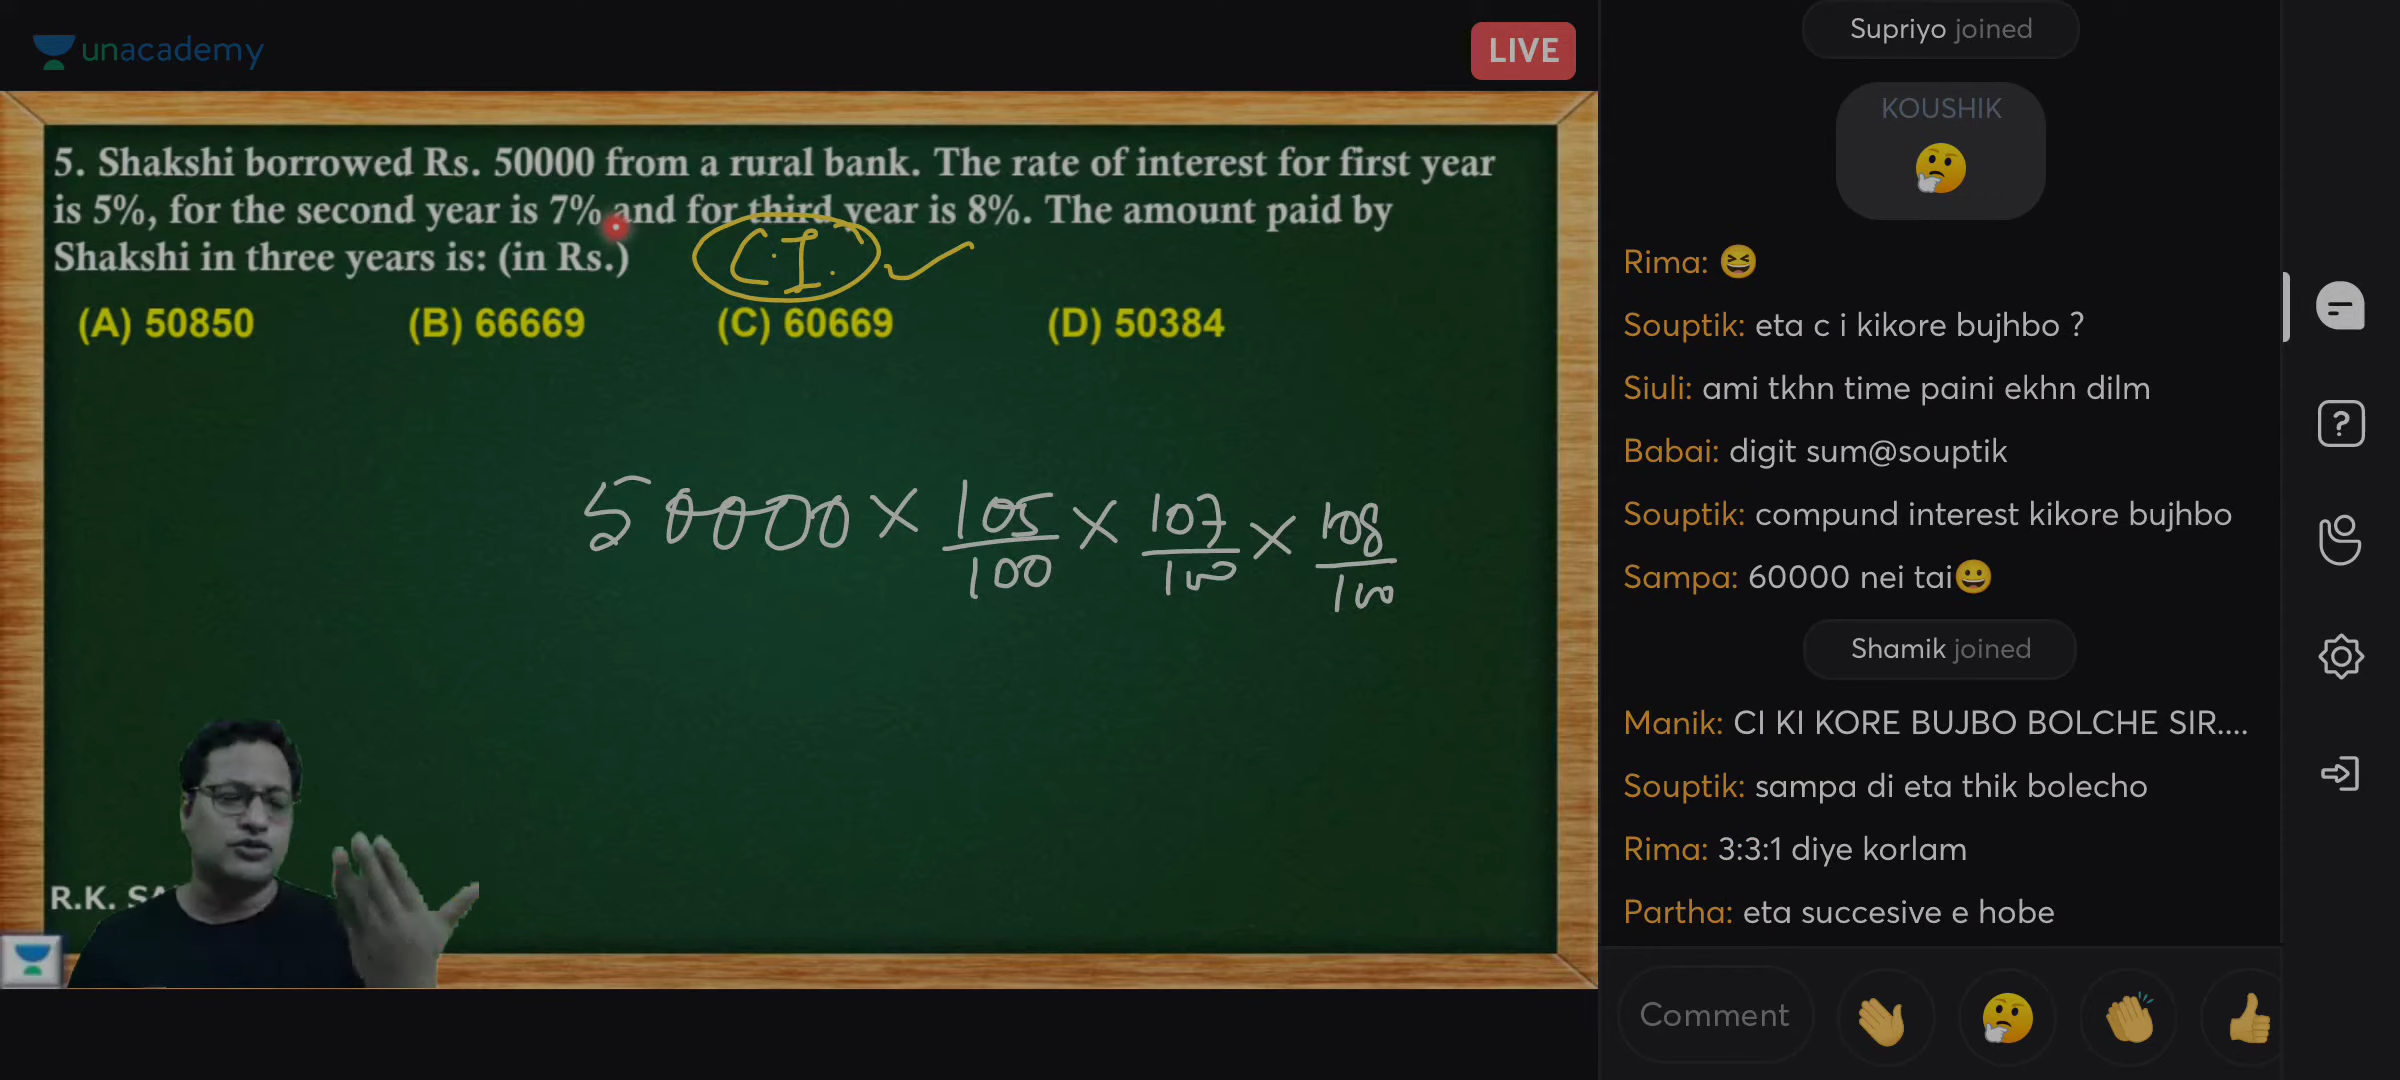 unacademy
LIVE
5. Shakshi borrowed Rs. 50000 from a rural bank. The rate of interest for first year
is 5%, for the second year is 7% and for third year is 8%. The amount paid by
Shakshi in three years is: (in Rs.)
C.I.
(A) 50850 (B) 66669 (C) 60669 (D) 50384
50000 × 105/100 × 107/100 × 108/100
R.K. SA
Supriyo joined
KOUSHIK
🤔
Rima: 😆
Souptik: eta c i kikore bujhbo ?
Siuli: ami tkhn time paini ekhn dilm
Babai: digit sum@souptik
Souptik: compund interest kikore bujhbo
Sampa: 60000 nei tai😀
Shamik joined
Manik: CI KI KORE BUJBO BOLCHE SIR....
Souptik: sampa di eta thik bolecho
Rima: 3:3:1 diye korlam
Partha: eta succesive e hobe
Comment